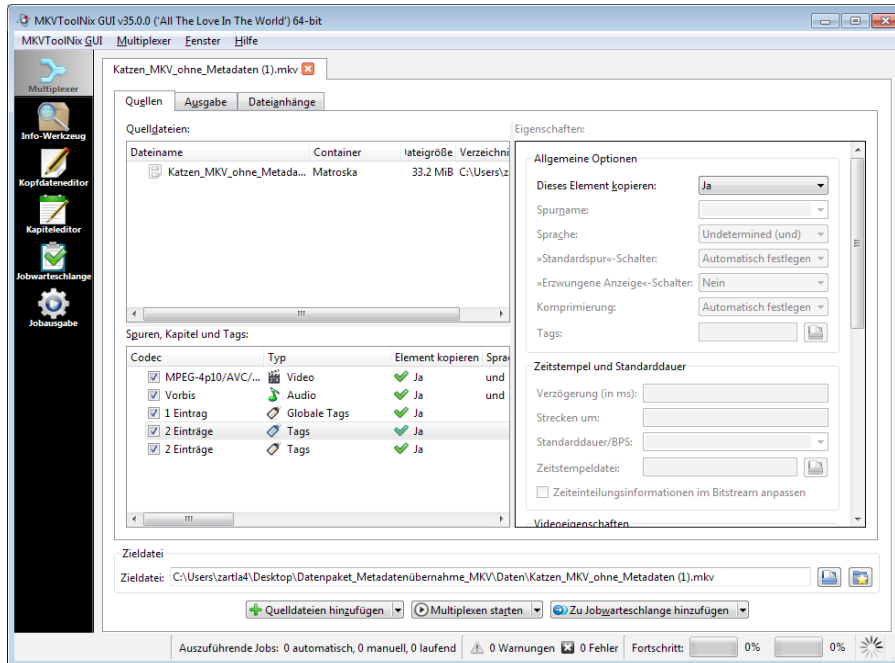 MKVToolNix GUI v35.0.0 ('All The Love In The World') 64-bit
MKVToolNix GUI Multiplexer Fenster Hilfe
Multiplexer
Info-Werkzeug
Kopfdateneditor
Kapiteleditor
Jobwarteschlange
Jobausgabe
Katzen_MKV_ohne_Metadaten (1).mkv
Quellen Ausgabe Dateianhänge
Quelldateien:
Dateiname Container ateigröße Verzeichni
Katzen_MKV_ohne_Metada... Matroska 33.2 MiB C:\Users\z
Spuren, Kapitel und Tags:
Codec Typ Element kopieren Spra
MPEG-4p10/AVC/... Video Ja und
Vorbis Audio Ja und
1 Eintrag Globale Tags Ja
2 Einträge Tags Ja
2 Einträge Tags Ja
Eigenschaften:
Allgemeine Optionen
Dieses Element kopieren: Ja
Spurname:
Sprache: Undetermined (und)
»Standardspur«-Schalter: Automatisch festlegen
»Erzwungene Anzeige«-Schalter: Nein
Komprimierung: Automatisch festlegen
Tags:
Zeitstempel und Standarddauer
Verzögerung (in ms):
Strecken um:
Standarddauer/BPS:
Zeitstempeldatei:
Zeiteinteilungsinformationen im Bitstream anpassen
Videoeigenschaften
Zieldatei
Zieldatei: C:\Users\zartla4\Desktop\Datenpaket_Metadatenübernahme_MKV\Daten\Katzen_MKV_ohne_Metadaten (1).mkv
Quelldateien hinzufügen Multiplexen starten Zu Jobwarteschlange hinzufügen
Auszuführende Jobs: 0 automatisch, 0 manuell, 0 laufend 0 Warnungen 0 Fehler Fortschritt: 0% 0%